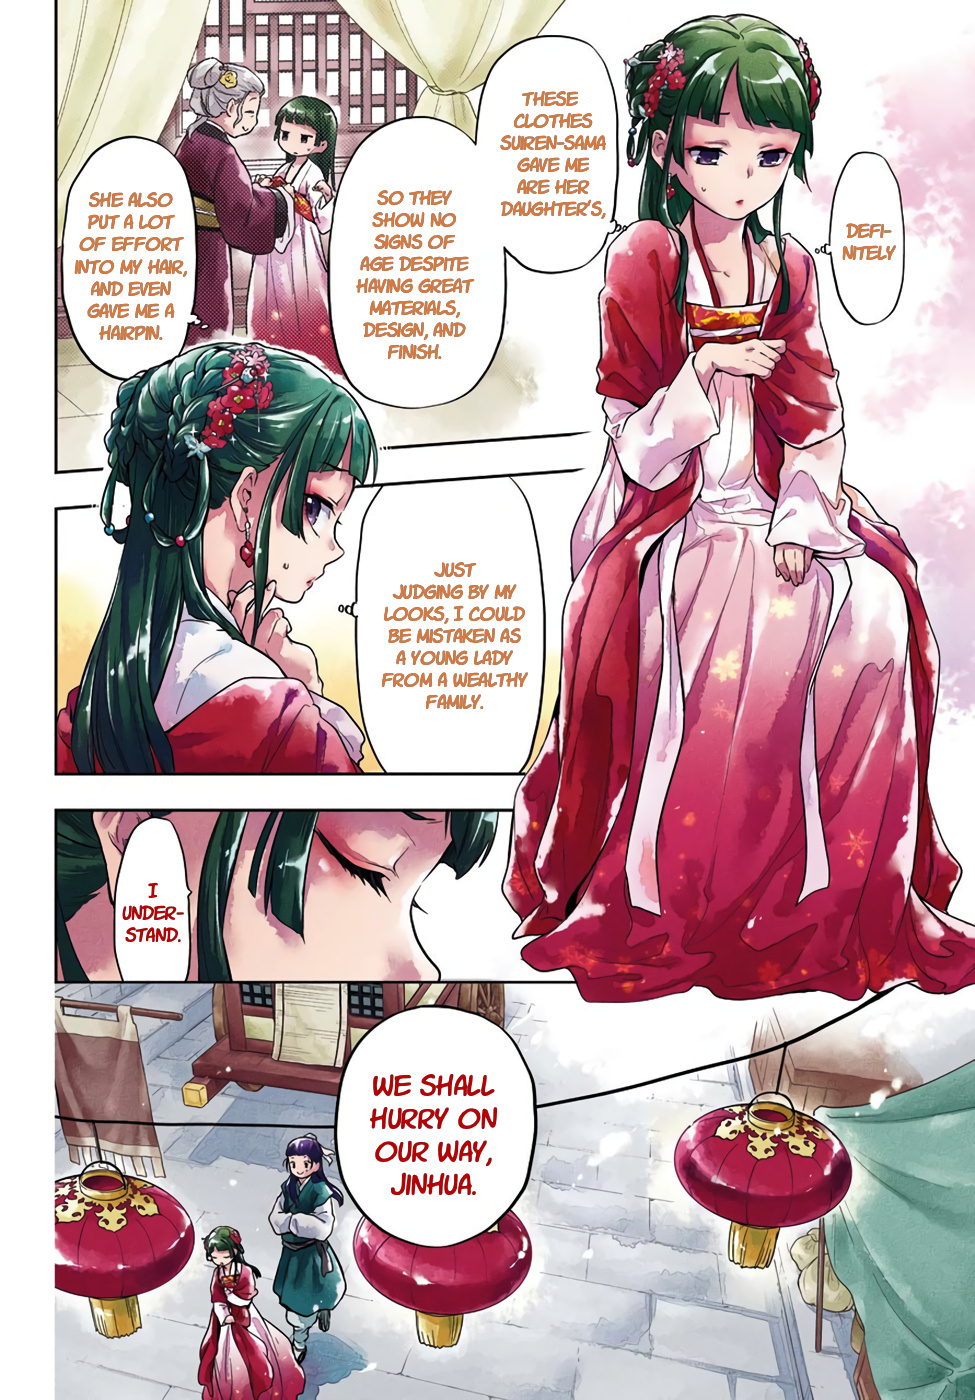 DEFI-
NITELY
THESE
CLOTHES
SUIREN-SAMA
GAVE ME
ARE HER
DAUGHTER'S,
SO THEY
SHOW NO
SIGNS OF
AGE DESPITE
HAVING GREAT
MATERIALS,
DESIGN, AND
FINISH.
SHE ALSO
PUT A LOT
OF EFFORT
INTO MY HAIR,
AND EVEN
GAVE ME A
HAIRPIN.
JUST
JUDGING BY MY
LOOKS, I COULD
BE MISTAKEN AS
A YOUNG LADY
FROM A WEALTHY
FAMILY.
I
UNDER-
STAND.
WE SHALL
HURRY ON
OUR WAY,
JINHUA.